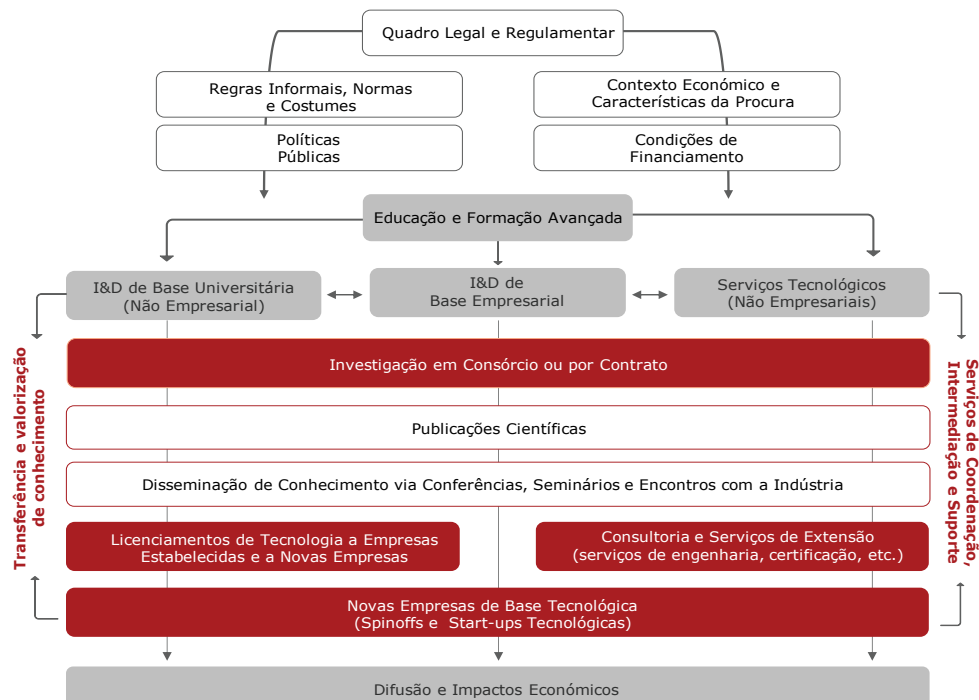 Quadro Legal e Regulamentar
Regras Informais, Normas
e Costumes
Contexto Económico e
Características da Procura
Políticas
Públicas
Condições de
Financiamento
Educação e Formação Avançada
I&D de Base Universitária
(Não Empresarial)
I&D de
Base Empresarial
Serviços Tecnológicos
(Não Empresariais)
Transferência e valorização
de conhecimento
Serviços de Coordenação,
Intermediação e Suporte
Investigação em Consórcio ou por Contrato
Publicações Científicas
Disseminação de Conhecimento via Conferências, Seminários e Encontros com a Indústria
Licenciamentos de Tecnologia a Empresas
Estabelecidas e a Novas Empresas
Consultoria e Serviços de Extensão
(serviços de engenharia, certificação, etc.)
Novas Empresas de Base Tecnológica
(Spinoffs e Start-ups Tecnológicas)
Difusão e Impactos Económicos